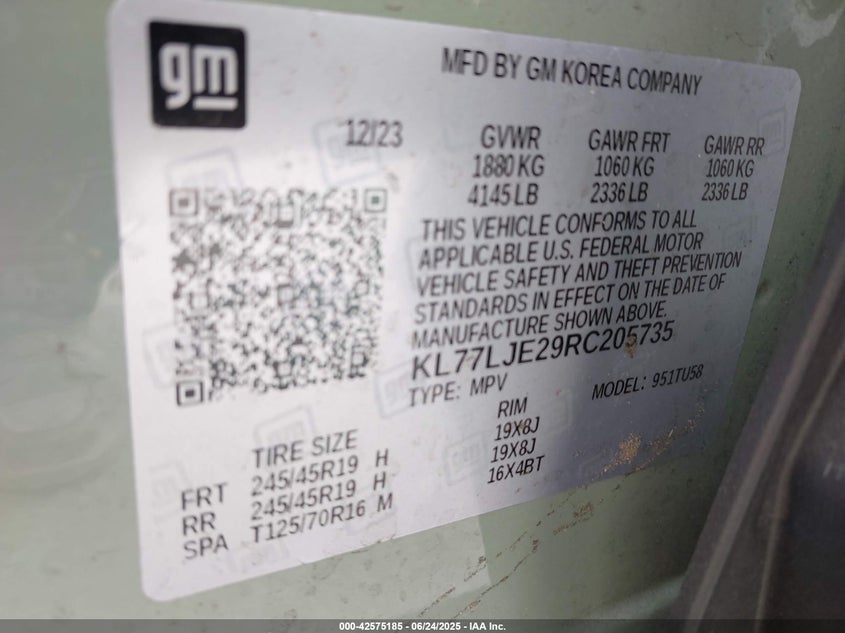 gm
MFD BY GM KOREA COMPANY
12/23 GVWR GAWR FRT GAWR RR
1880 KG 1060 KG 1060 KG
4145 LB 2336 LB 2336 LB
THIS VEHICLE CONFORMS TO ALL
APPLICABLE U.S. FEDERAL MOTOR
VEHICLE SAFETY AND THEFT PREVENTION
STANDARDS IN EFFECT ON THE DATE OF
MANUFACTURE SHOWN ABOVE.
KL77LJE29RC205735
TYPE: MPV MODEL: 951TU58
TIRE SIZE RIM
FRT 245/45R19 H 19X8J
RR 245/45R19 H 19X8J
SPA T125/70R16 M 16X4BT
000-42575185 - 06/24/2025 - IAA Inc.